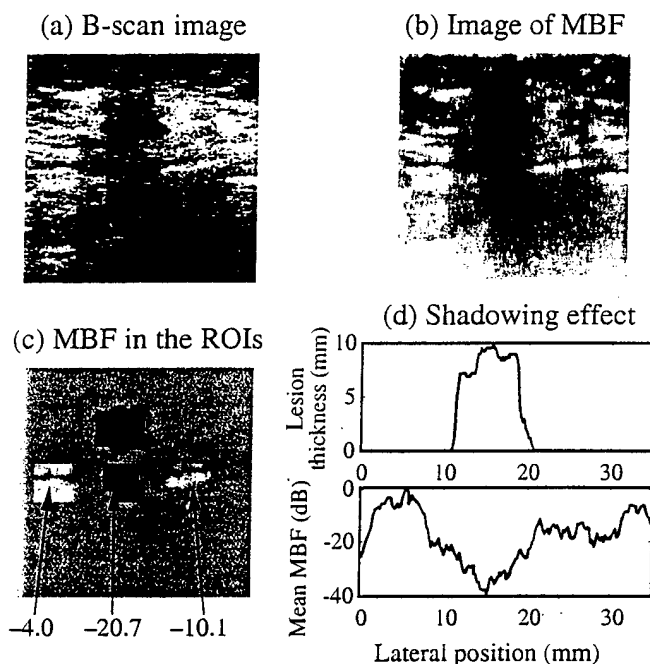 (a) B-scan image
(b) Image of MBF
(c) MBF in the ROIs
-4.0
-20.7
-10.1
(d) Shadowing effect
Lesion
thickness (mm)
10
5
0
0
10
20
30
Mean MBF (dB)
0
-20
-40
0
10
20
30
Lateral position (mm)